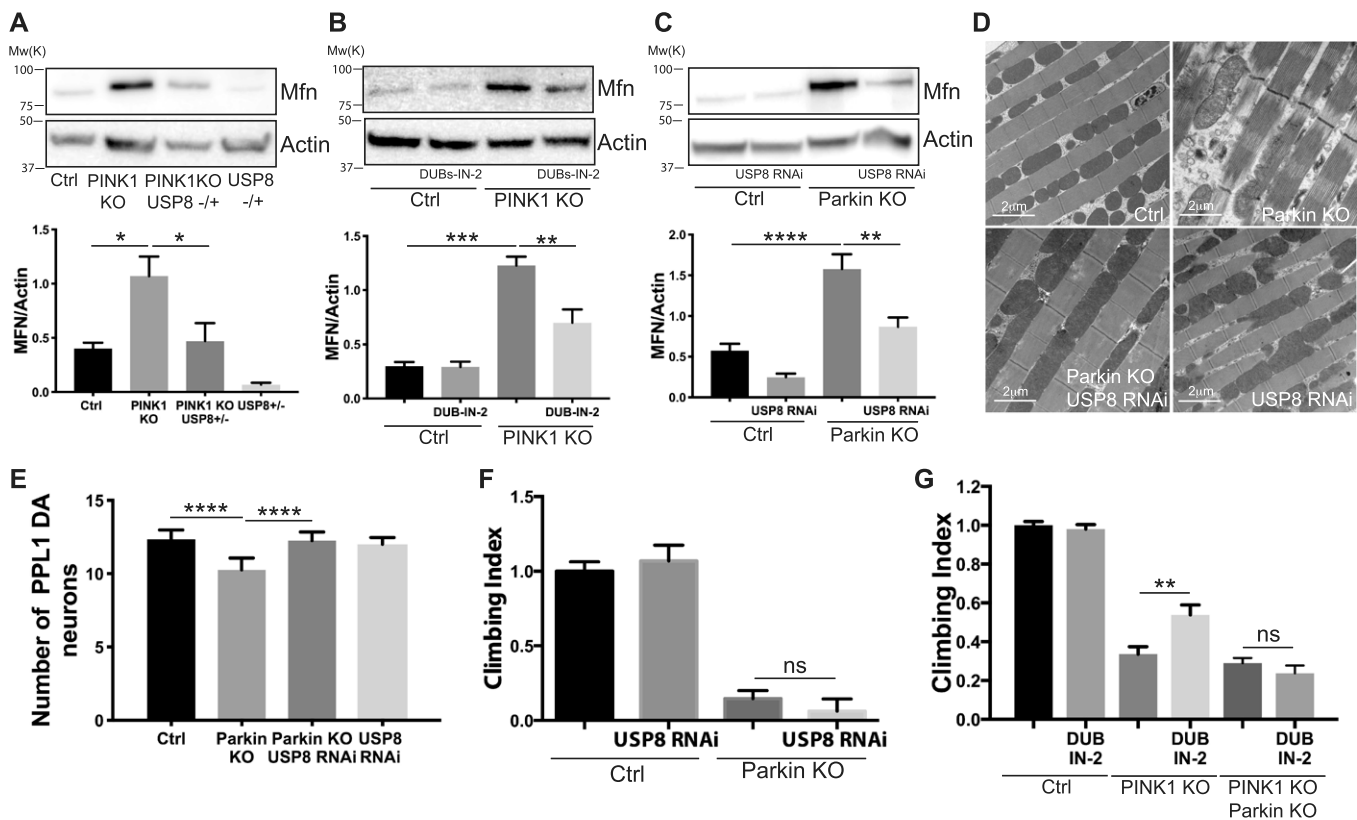 A
Mw(K)
100
75
50
37
Mfn
Actin
Ctrl PINK1 PINK1KO USP8
KO USP8 -/+ -/+
MFN/Actin
1.5
1.0
0.5
0.0
* *
Ctrl PINK1 PINK1 KO USP8+/-
KO USP8+/-
B
Mw(K)
100
75
50
37
Mfn
Actin
DUBs-IN-2 DUBs-IN-2
Ctrl PINK1 KO
MFN/Actin
1.5
1.0
0.5
0.0
*** **
DUB-IN-2 DUB-IN-2
Ctrl PINK1 KO
C
Mw(K)
100
75
50
37
Mfn
Actin
USP8 RNAi USP8 RNAi
Ctrl Parkin KO
MFN/Actin
2.0
1.5
1.0
0.5
0.0
**** **
USP8 RNAi USP8 RNAi
Ctrl Parkin KO
D
2μm Ctrl
2μm Parkin KO
2μm Parkin KO
USP8 RNAi
2μm USP8 RNAi
E
Number of PPL1 DA
neurons
15
10
5
0
**** ****
Ctrl Parkin Parkin KO USP8
KO USP8 RNAi RNAi
F
Climbing Index
1.5
1.0
0.5
0.0
ns
USP8 RNAi USP8 RNAi
Ctrl Parkin KO
G
Climbing Index
1.2
1.0
0.8
0.6
0.4
0.2
0.0
** ns
DUB DUB DUB
IN-2 IN-2 IN-2
Ctrl PINK1 KO PINK1 KO
Parkin KO